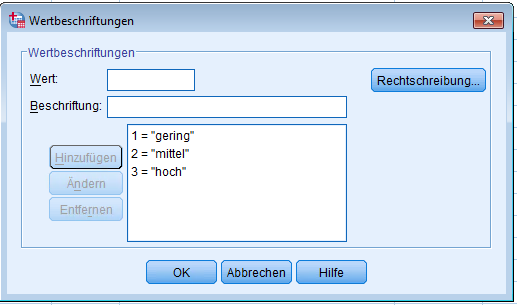 Wertbeschriftungen
Wertbeschriftungen
Wert:
Rechtschreibung...
Beschriftung:
1 = "gering"
2 = "mittel"
3 = "hoch"
Hinzufügen
Ändern
Entfernen
OK
Abbrechen
Hilfe